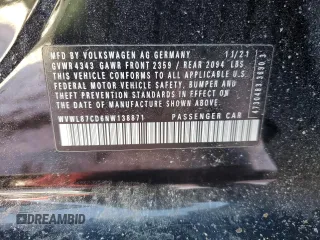 MFD BY VOLKSWAGEN AG GERMANY 11/21
GVWR 4343 GAWR FRONT 2359 / REAR 2094 LBS
THIS VEHICLE CONFORMS TO ALL APPLICABLE U.S.
FEDERAL MOTOR VEHICLE SAFETY, BUMPER, AND
THEFT PREVENTION STANDARDS IN EFFECT ON THE
DATE OF MANUFACTURE SHOWN ABOVE.
WVWL87CD6NW138871 PASSENGER CAR
DREAMBID